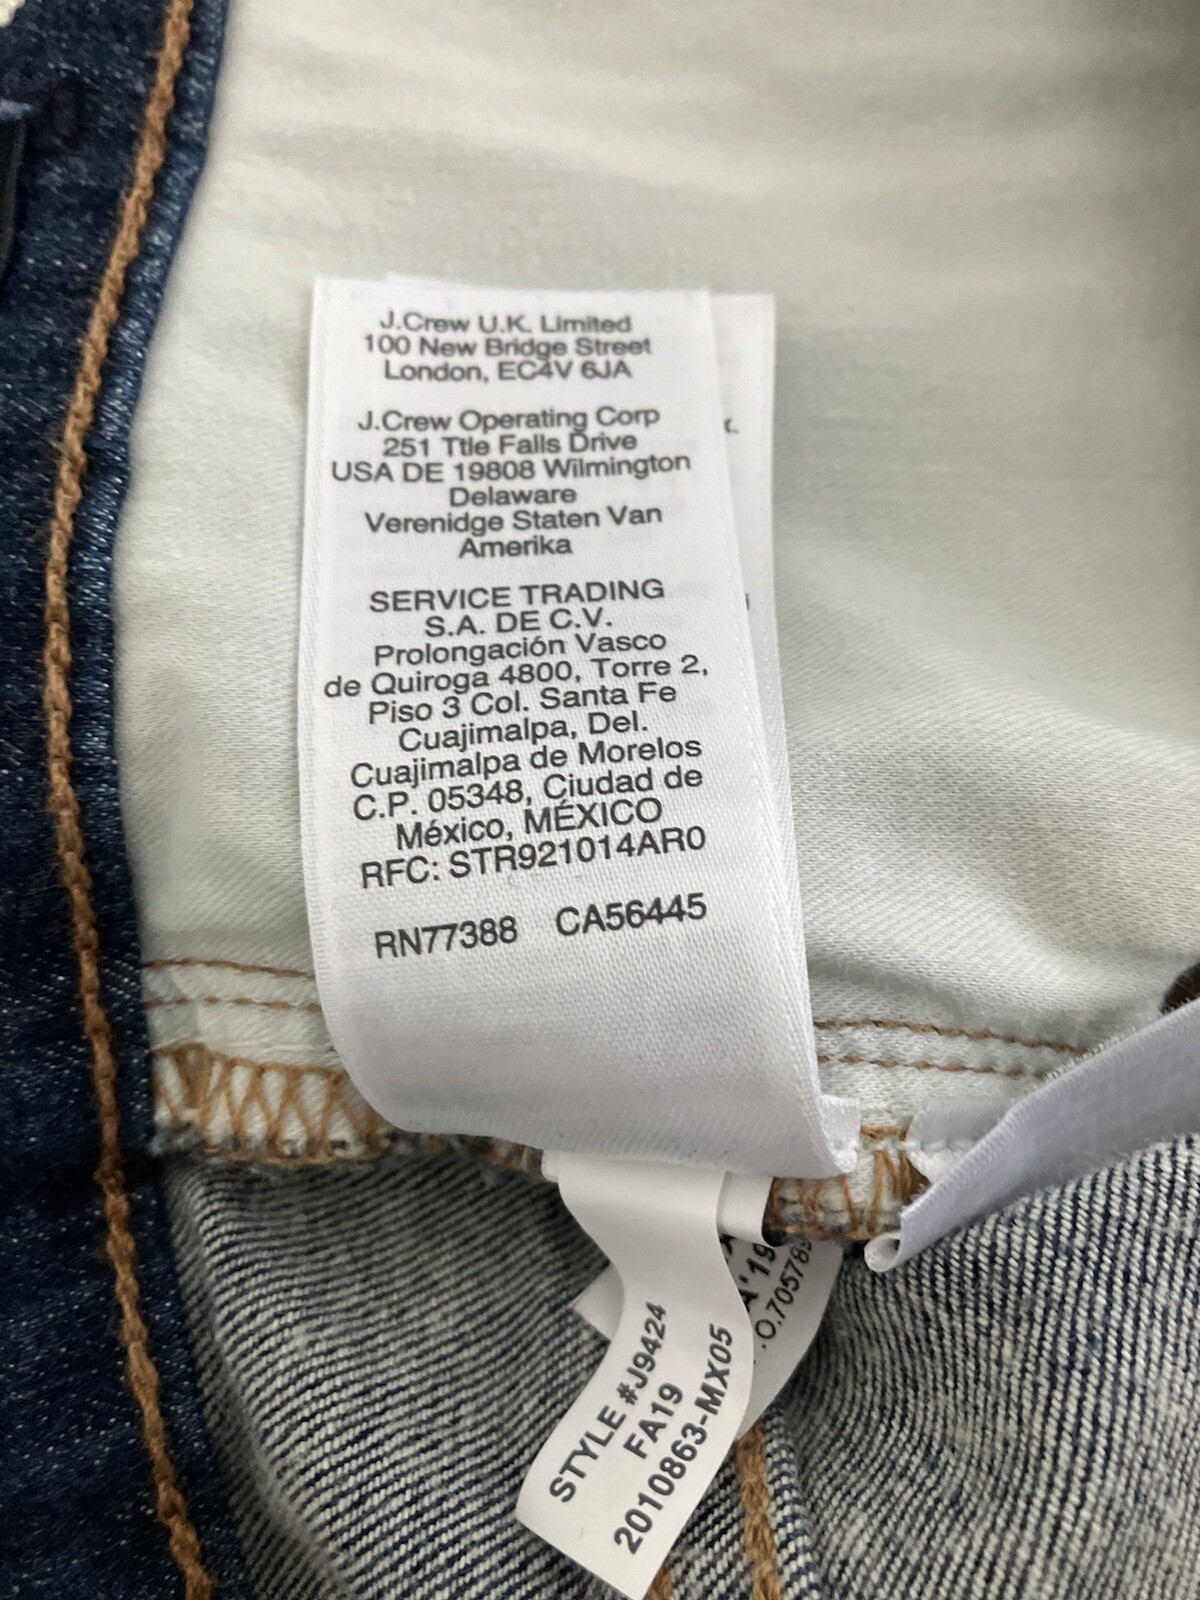 J.Crew U.K. Limited
100 New Bridge Street
London, EC4V 6JA
J.Crew Operating Corp
251 Ttle Falls Drive
USA DE 19808 Wilmington
Delaware
Verenidge Staten Van
Amerika
SERVICE TRADING
S.A. DE C.V.
Prolongación Vasco
de Quiroga 4800, Torre 2,
Piso 3 Col. Santa Fe
Cuajimalpa, Del.
Cuajimalpa de Morelos
C.P. 05348, Ciudad de
México, MÉXICO
RFC: STR921014AR0
RN77388 CA56445
STYLE #J9424
FA19
2010863-MX05